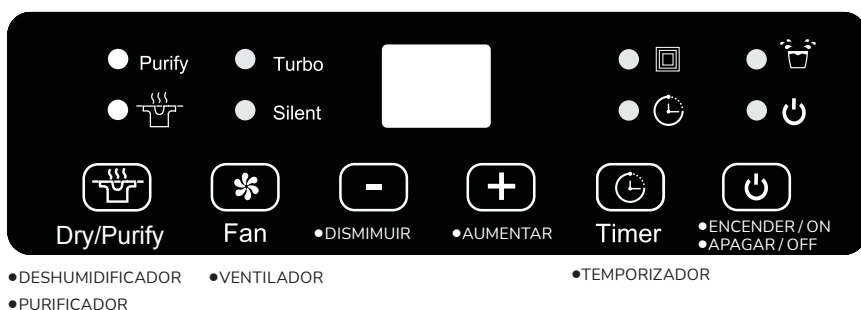 Purify
Turbo
Silent
Dry/Purify
Fan
●DISMIMUIR
●AUMENTAR
Timer
●ENCENDER / ON
●APAGAR / OFF
●DESHUMIDIFICADOR
●PURIFICADOR
●VENTILADOR
●TEMPORIZADOR